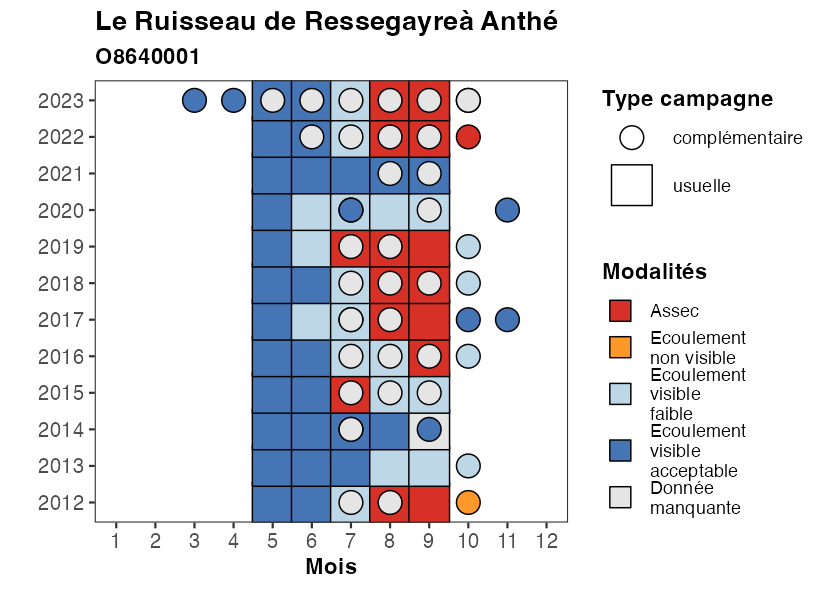 Le Ruisseau de Ressegayreà Anthé
O8640001
2023
2022
2021
2020
2019
2018
2017
2016
2015
2014
2013
2012
1 2 3 4 5 6 7 8 9 10 11 12
Mois
Type campagne
complémentaire
usuelle
Modalités
Assec
Ecoulement
non visible
Ecoulement
visible
faible
Ecoulement
visible
acceptable
Donnée
manquante